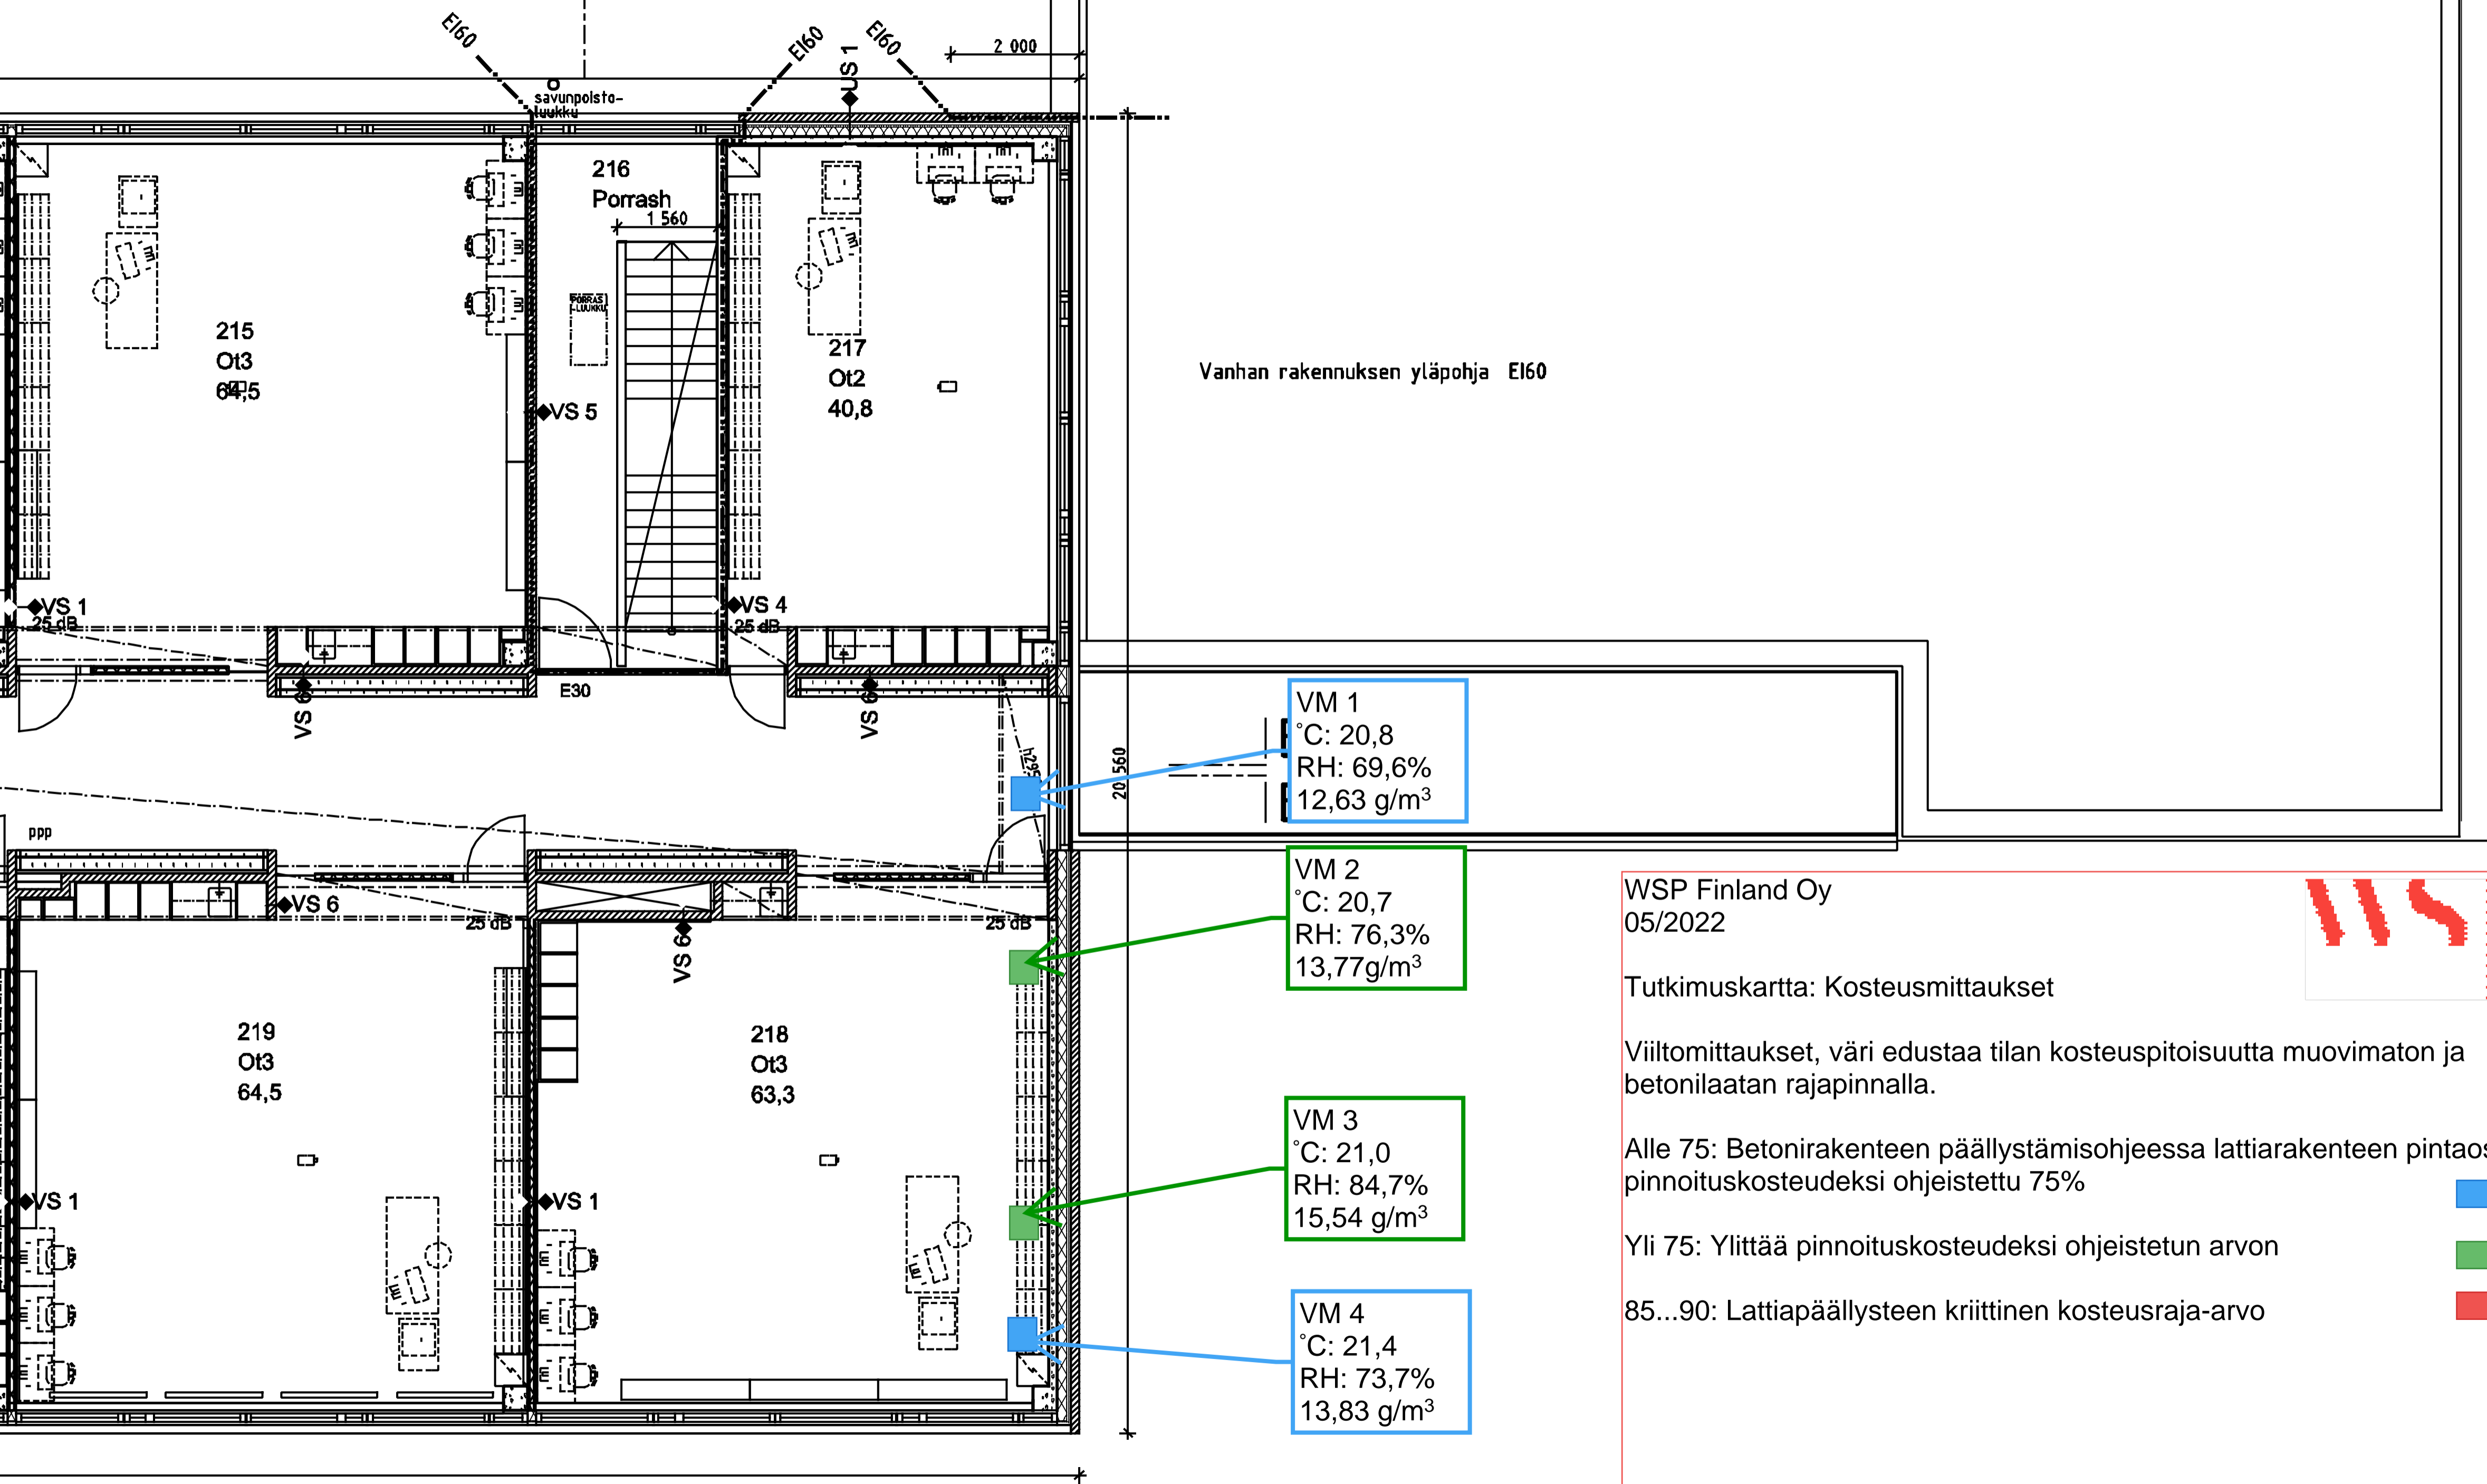 EI60
EI60
EI60
US 1
2 000
savunpoisto-
luukku
216
Porrash
1 560
PORRAS
-LUUKKU
215
Ot3
64,5
217
Ot2
40,8
VS 5
VS 1
25 dB
VS 4
25 dB
E30
VS 6
VS 6
Vanhan rakennuksen yläpohja EI60
20 560
ppp
VS 6
25 dB
VS 6
25 dB
219
Ot3
64,5
218
Ot3
63,3
VS 1
VS 1
VM 1
°C: 20,8
RH: 69,6%
12,63 g/m³
VM 2
°C: 20,7
RH: 76,3%
13,77g/m³
VM 3
°C: 21,0
RH: 84,7%
15,54 g/m³
VM 4
°C: 21,4
RH: 73,7%
13,83 g/m³
WSP Finland Oy
05/2022
Tutkimuskartta: Kosteusmittaukset
Viiltomittaukset, väri edustaa tilan kosteuspitoisuutta muovimaton ja
betonilaatan rajapinnalla.
Alle 75: Betonirakenteen päällystämisohjeessa lattiarakenteen pintaos
pinnoituskosteudeksi ohjeistettu 75%
Yli 75: Ylittää pinnoituskosteudeksi ohjeistetun arvon
85...90: Lattiapäällysteen kriittinen kosteusraja-arvo